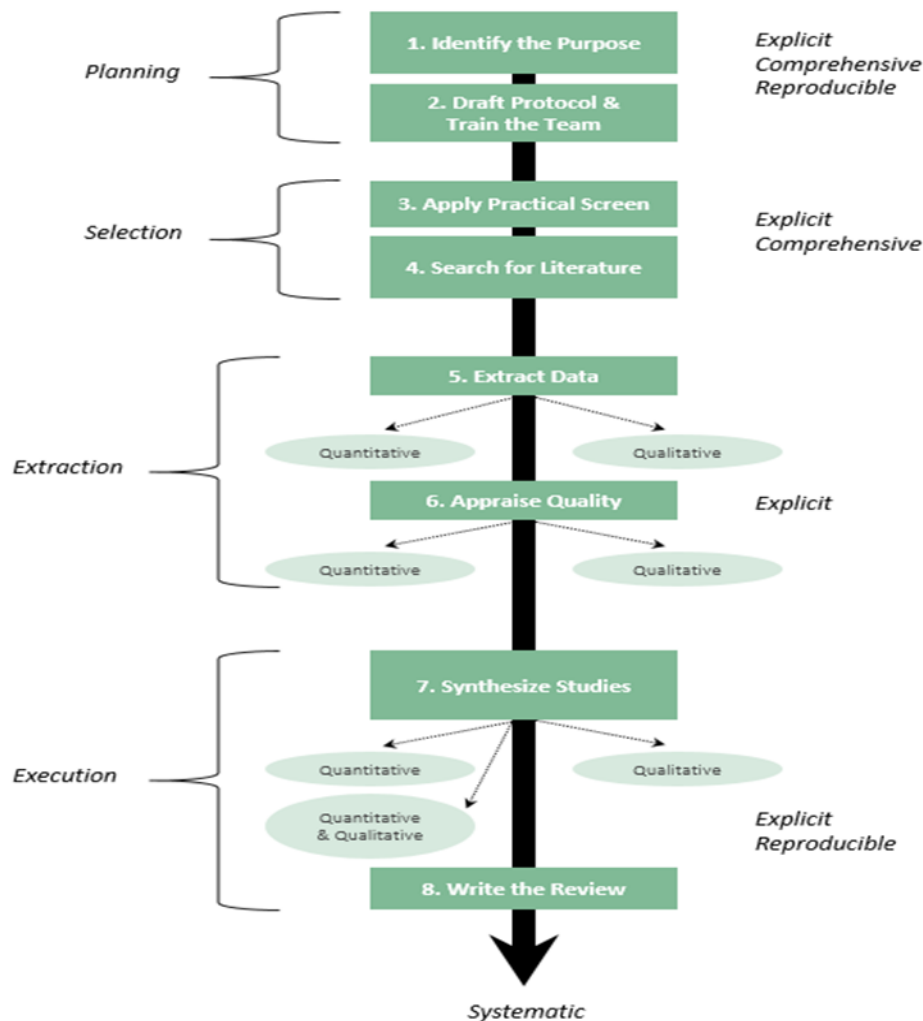 1. Identify the Purpose
Planning
Explicit
Comprehensive
Reproducible
2. Draft Protocol &
Train the Team
3. Apply Practical Screen
Selection
Explicit
Comprehensive
4. Search for Literature
5. Extract Data
Quantitative
Qualitative
Extraction
6. Appraise Quality
Explicit
Quantitative
Qualitative
7. Synthesize Studies
Execution
Quantitative
Qualitative
Quantitative
& Qualitative
Explicit
Reproducible
8. Write the Review
Systematic